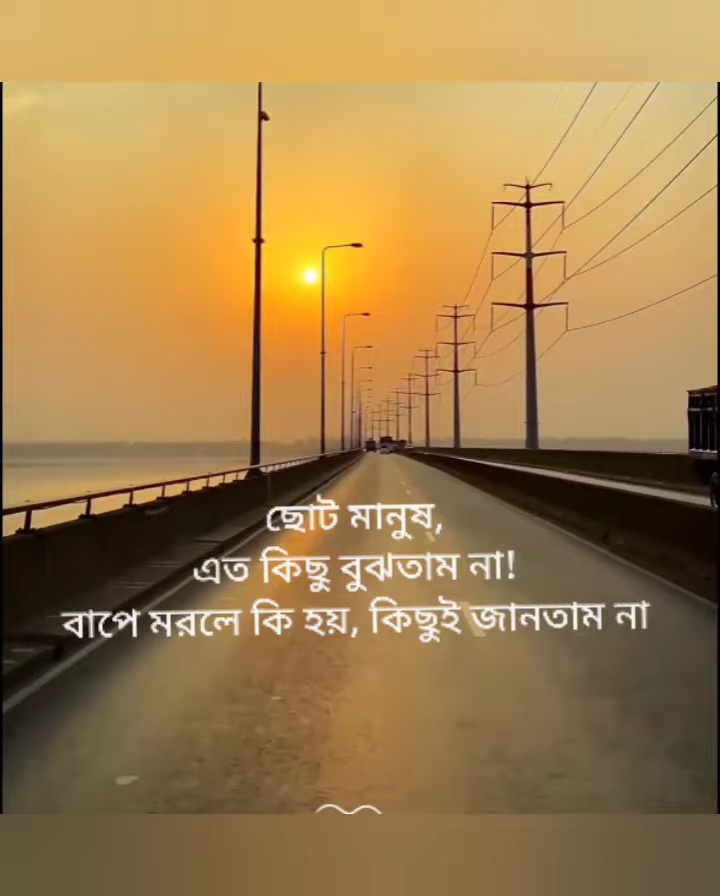 ছোট মানুষ,
এত কিছু বুঝতাম না!
বাপে মরলে কি হয়, কিছুই জানতাম না